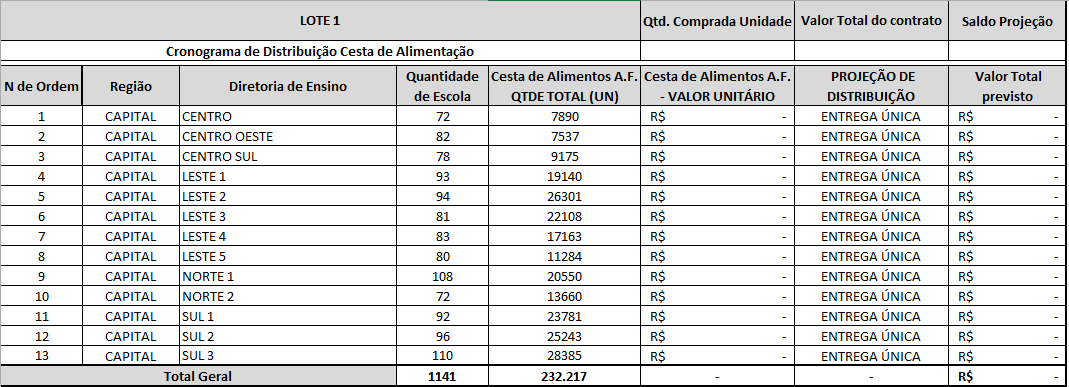 LOTE 1 Qtd. Comprada Unidade Valor Total do contrato Saldo Projeção
Cronograma de Distribuição Cesta de Alimentação
N de Ordem Região Diretoria de Ensino Quantidade de Escola Cesta de Alimentos A.F. QTDE TOTAL (UN) Cesta de Alimentos A.F. - VALOR UNITÁRIO PROJEÇÃO DE DISTRIBUIÇÃO Valor Total previsto
1 CAPITAL CENTRO 72 7890 R$ - ENTREGA ÚNICA R$ -
2 CAPITAL CENTRO OESTE 82 7537 R$ - ENTREGA ÚNICA R$ -
3 CAPITAL CENTRO SUL 78 9175 R$ - ENTREGA ÚNICA R$ -
4 CAPITAL LESTE 1 93 19140 R$ - ENTREGA ÚNICA R$ -
5 CAPITAL LESTE 2 94 26301 R$ - ENTREGA ÚNICA R$ -
6 CAPITAL LESTE 3 81 22108 R$ - ENTREGA ÚNICA R$ -
7 CAPITAL LESTE 4 83 17163 R$ - ENTREGA ÚNICA R$ -
8 CAPITAL LESTE 5 80 11284 R$ - ENTREGA ÚNICA R$ -
9 CAPITAL NORTE 1 108 20550 R$ - ENTREGA ÚNICA R$ -
10 CAPITAL NORTE 2 72 13660 R$ - ENTREGA ÚNICA R$ -
11 CAPITAL SUL 1 92 23781 R$ - ENTREGA ÚNICA R$ -
12 CAPITAL SUL 2 96 25243 R$ - ENTREGA ÚNICA R$ -
13 CAPITAL SUL 3 110 28385 R$ - ENTREGA ÚNICA R$ -
Total Geral 1141 232.217 - - R$ -